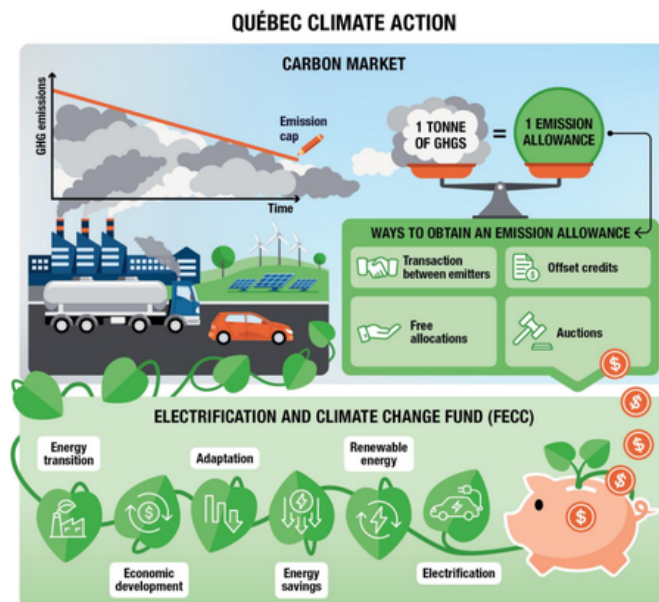 QUÉBEC CLIMATE ACTION
CARBON MARKET
GHG emissions
Emission
cap
Time
1 TONNE
OF GHGS
=
1 EMISSION
ALLOWANCE
WAYS TO OBTAIN AN EMISSION ALLOWANCE
Transaction
between emitters
Offset credits
Free
allocations
Auctions
ELECTRIFICATION AND CLIMATE CHANGE FUND (FECC)
Energy
transition
Adaptation
Renewable
energy
Economic
development
Energy
savings
Electrification
$
$
$
$
$
$
$